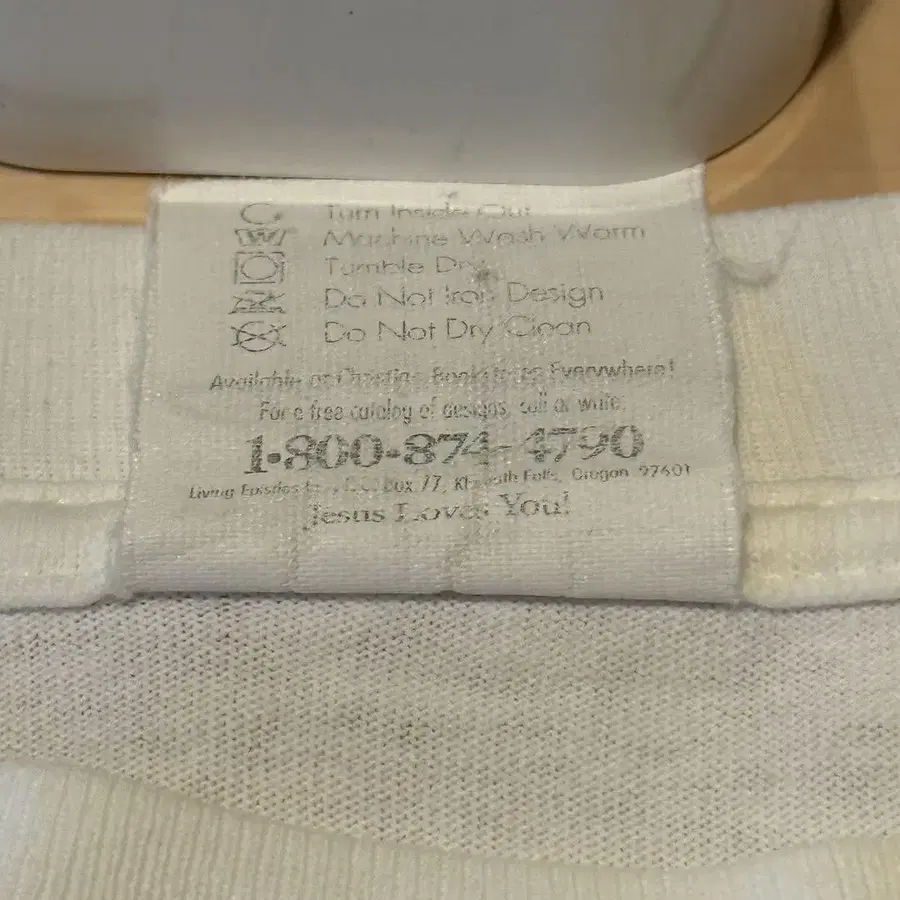 Turn Inside Out
W Machine Wash Warm
Tumble Dry
Do Not Iron Design
Do Not Dry Clean
Available at Christian Bookstores Everywhere!
For a free catalog of designs, call or write:
1-800-874-4790
Living Epistles Box 77, Klamath Falls, Oregon 97601
Jesus Loves You!